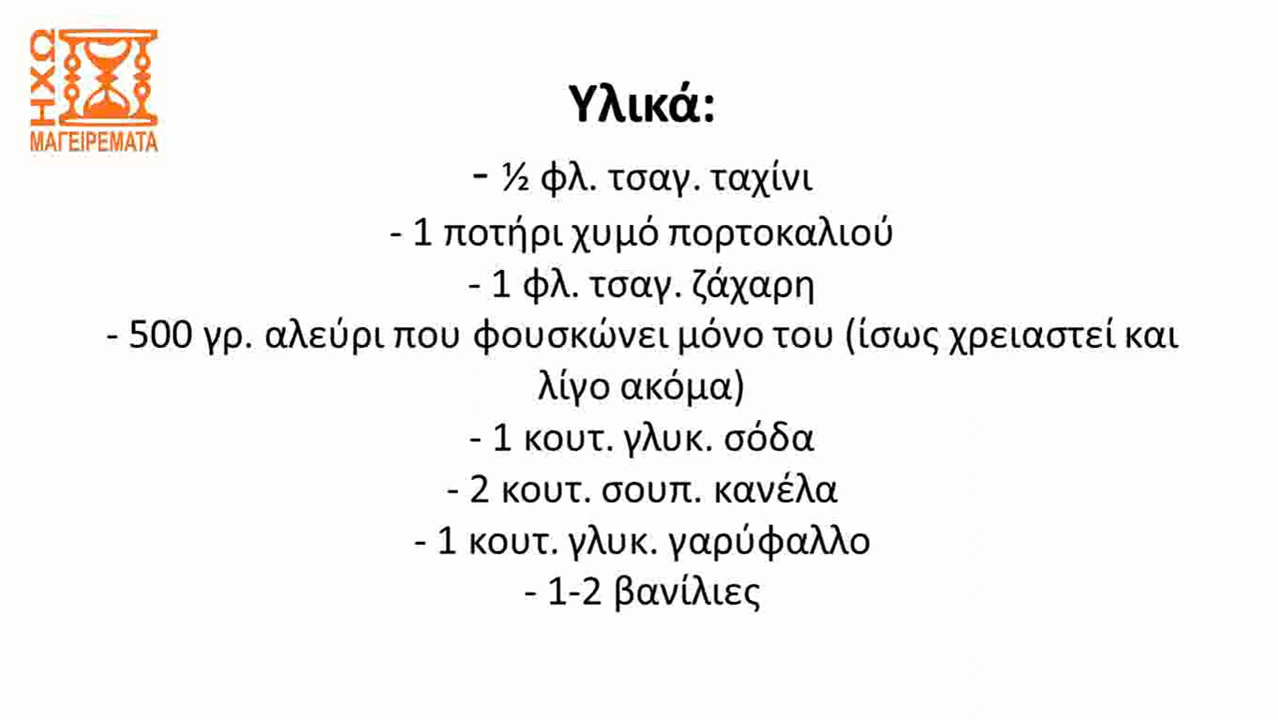 ΗΧΩ
ΜΑΓΕΙΡΕΜΑΤΑ
Υλικά:
- ½ φλ. τσαγ. ταχίνι
- 1 ποτήρι χυμό πορτοκαλιού
- 1 φλ. τσαγ. ζάχαρη
- 500 γρ. αλεύρι που φουσκώνει μόνο του (ίσως χρειαστεί και
λίγο ακόμα)
- 1 κουτ. γλυκ. σόδα
- 2 κουτ. σουπ. κανέλα
- 1 κουτ. γλυκ. γαρύφαλλο
- 1-2 βανίλιες